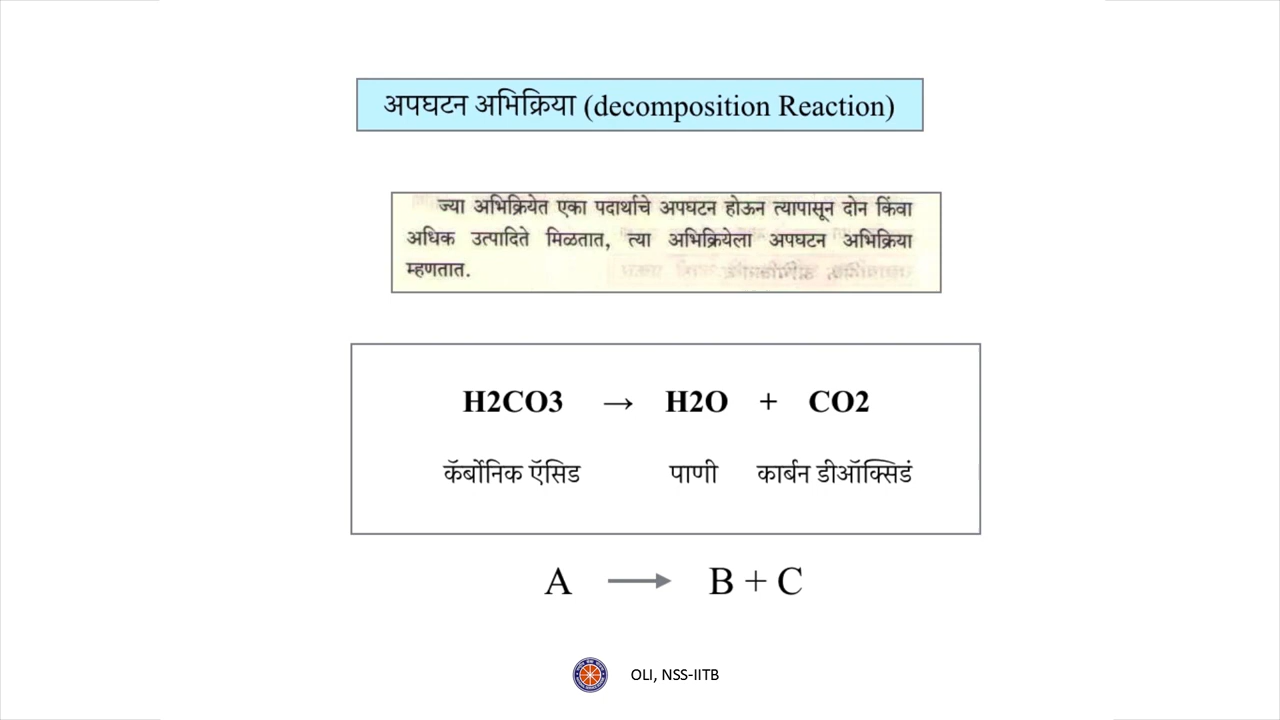 अपघटन अभिक्रिया (decomposition Reaction)
ज्या अभिक्रियेत एका पदार्थाचे अपघटन होऊन त्यापासून दोन किंवा
अधिक उत्पादिते मिळतात, त्या अभिक्रियेला अपघटन अभिक्रिया
म्हणतात.
H2CO3 → H2O + CO2
कॅर्बोनिक ऍसिड पाणी कार्बन डीऑक्सिडं
A → B + C
OLI, NSS-IITB